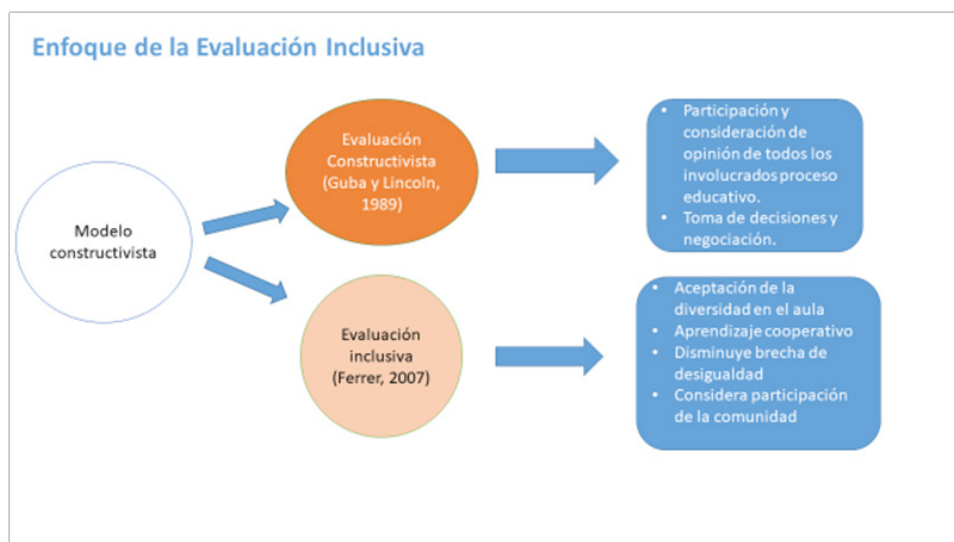 Enfoque de la Evaluación Inclusiva
Modelo
constructivista
Evaluación
Constructivista
(Guba y Lincoln,
1989)
• Participación y
consideración de
opinión de todos los
involucrados proceso
educativo.
• Toma de decisiones y
negociación.
Evaluación
inclusiva
(Ferrer, 2007)
• Aceptación de la
diversidad en el aula
• Aprendizaje cooperativo
• Disminuye brecha de
desigualdad
• Considera participación
de la comunidad